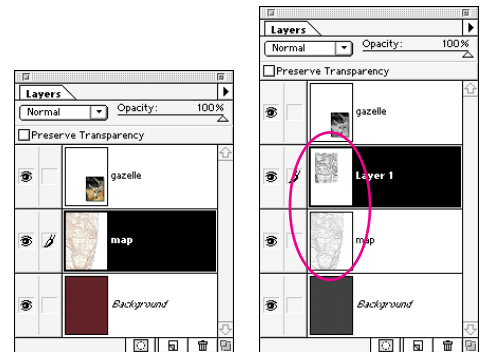 Layers
Normal
Opacity: 100%
Preserve Transparency
gazelle
map
Background
Layers
Normal
Opacity: 100%
Preserve Transparency
gazelle
Layer 1
map
Background